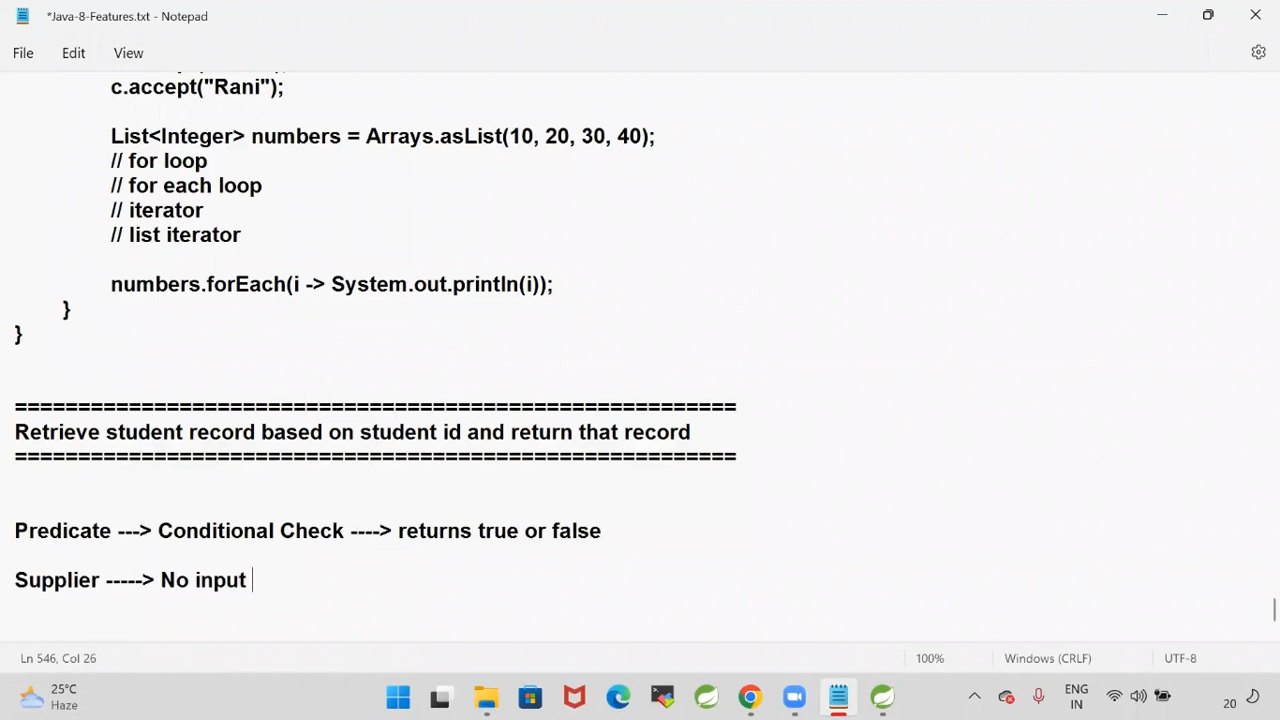 *Java-8-Features.txt - Notepad
File Edit View
c.accept("Rani");
List<Integer> numbers = Arrays.asList(10, 20, 30, 40);
// for loop
// for each loop
// iterator
// list iterator
numbers.forEach(i -> System.out.println(i));
}
}
=========================================================
Retrieve student record based on student id and return that record
=========================================================
Predicate ---> Conditional Check ----> returns true or false
Supplier -----> No input
Ln 546, Col 26 100% Windows (CRLF) UTF-8
25°C
Haze
ENG
IN
20